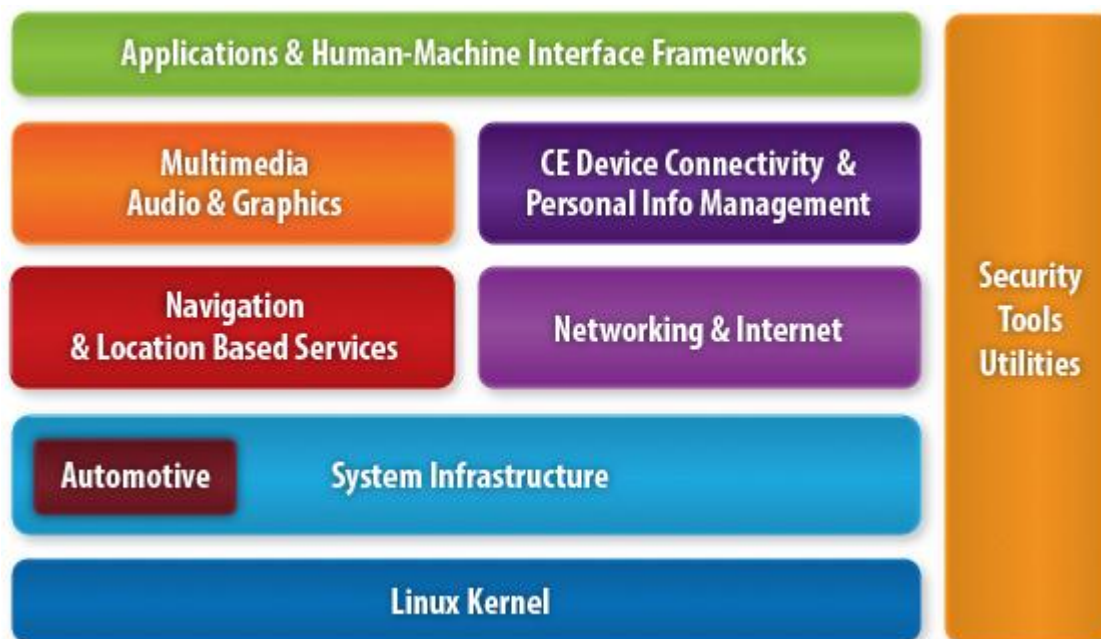 Applications & Human-Machine Interface Frameworks
Multimedia
Audio & Graphics
CE Device Connectivity &
Personal Info Management
Navigation
& Location Based Services
Networking & Internet
Automotive
System Infrastructure
Linux Kernel
Security
Tools
Utilities